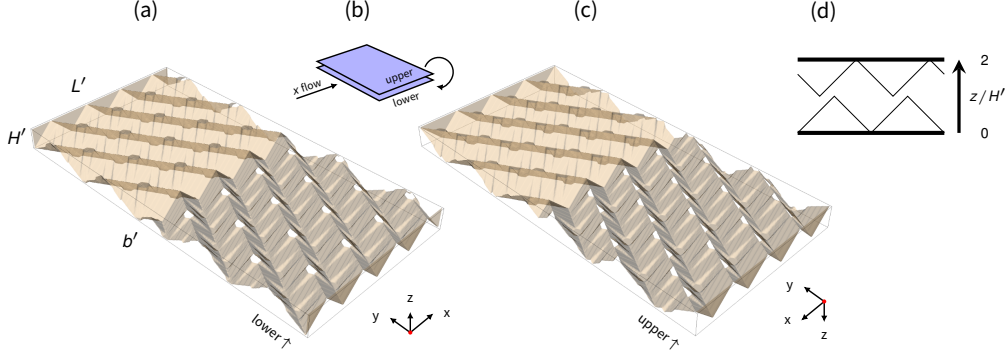 (a)
(b)
(c)
(d)
L′
H′
b′
x flow
upper
lower
2
z / H′
0
lower ↑
y
z
x
upper ↑
y
x
z